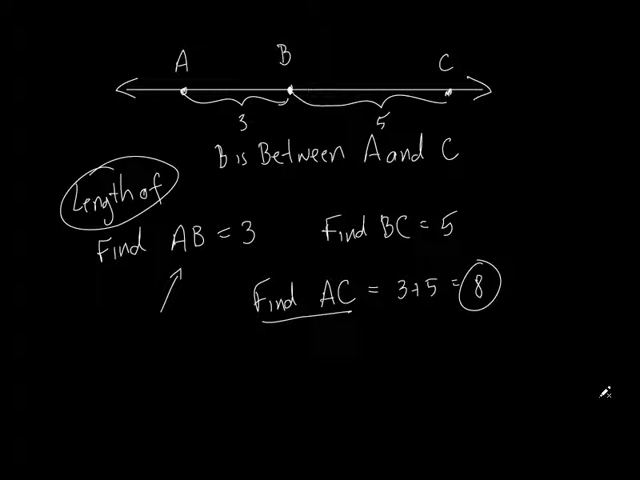 A B C
3 5
B is Between A and C
Length of
Find AB = 3 Find BC = 5
Find AC = 3+5 = 8